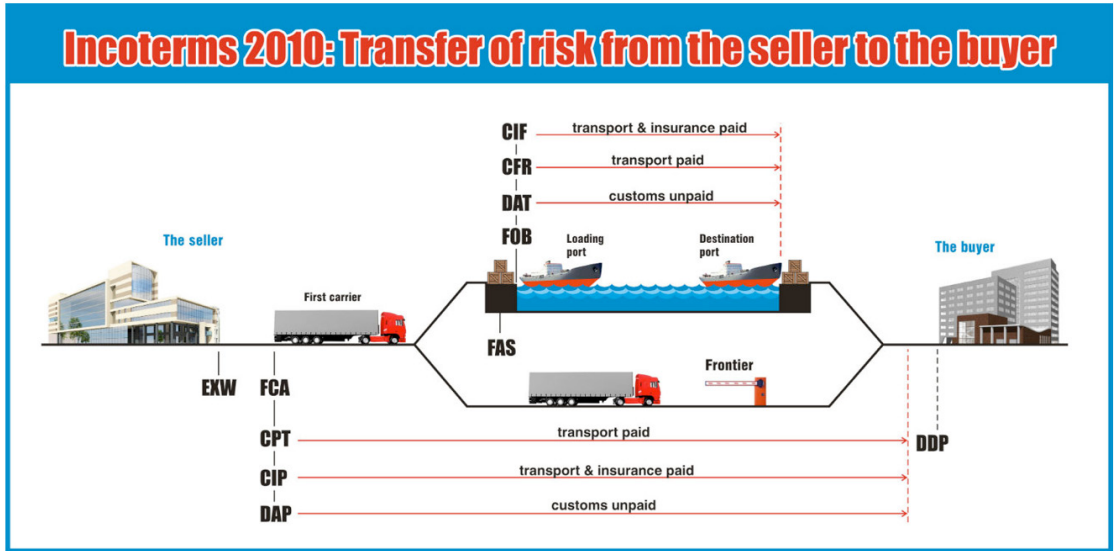 Incoterms 2010: Transfer of risk from the seller to the buyer
CIF transport & insurance paid
CFR transport paid
DAT customs unpaid
FOB
Loading
port
Destination
port
The seller
The buyer
First carrier
FAS
Frontier
EXW
FCA
CPT transport paid
DDP
CIP transport & insurance paid
DAP customs unpaid